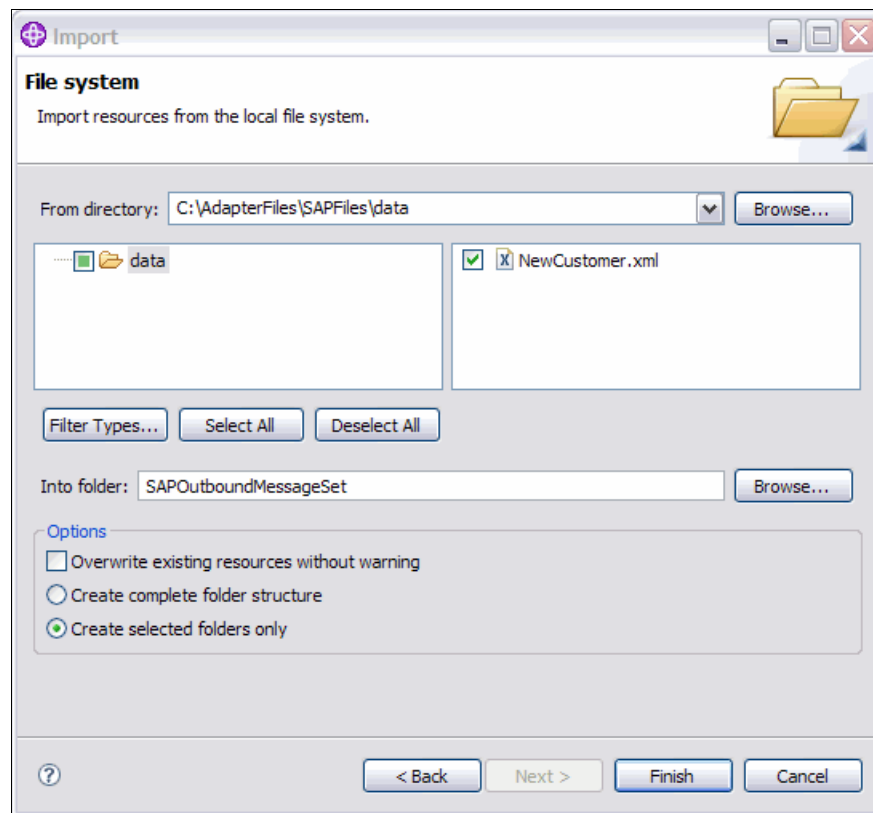 Import
File system
Import resources from the local file system.
From directory: C:\AdapterFiles\SAPFiles\data Browse...
data
NewCustomer.xml
Filter Types... Select All Deselect All
Into folder: SAPOutboundMessageSet Browse...
Options
Overwrite existing resources without warning
Create complete folder structure
Create selected folders only
? < Back Next > Finish Cancel